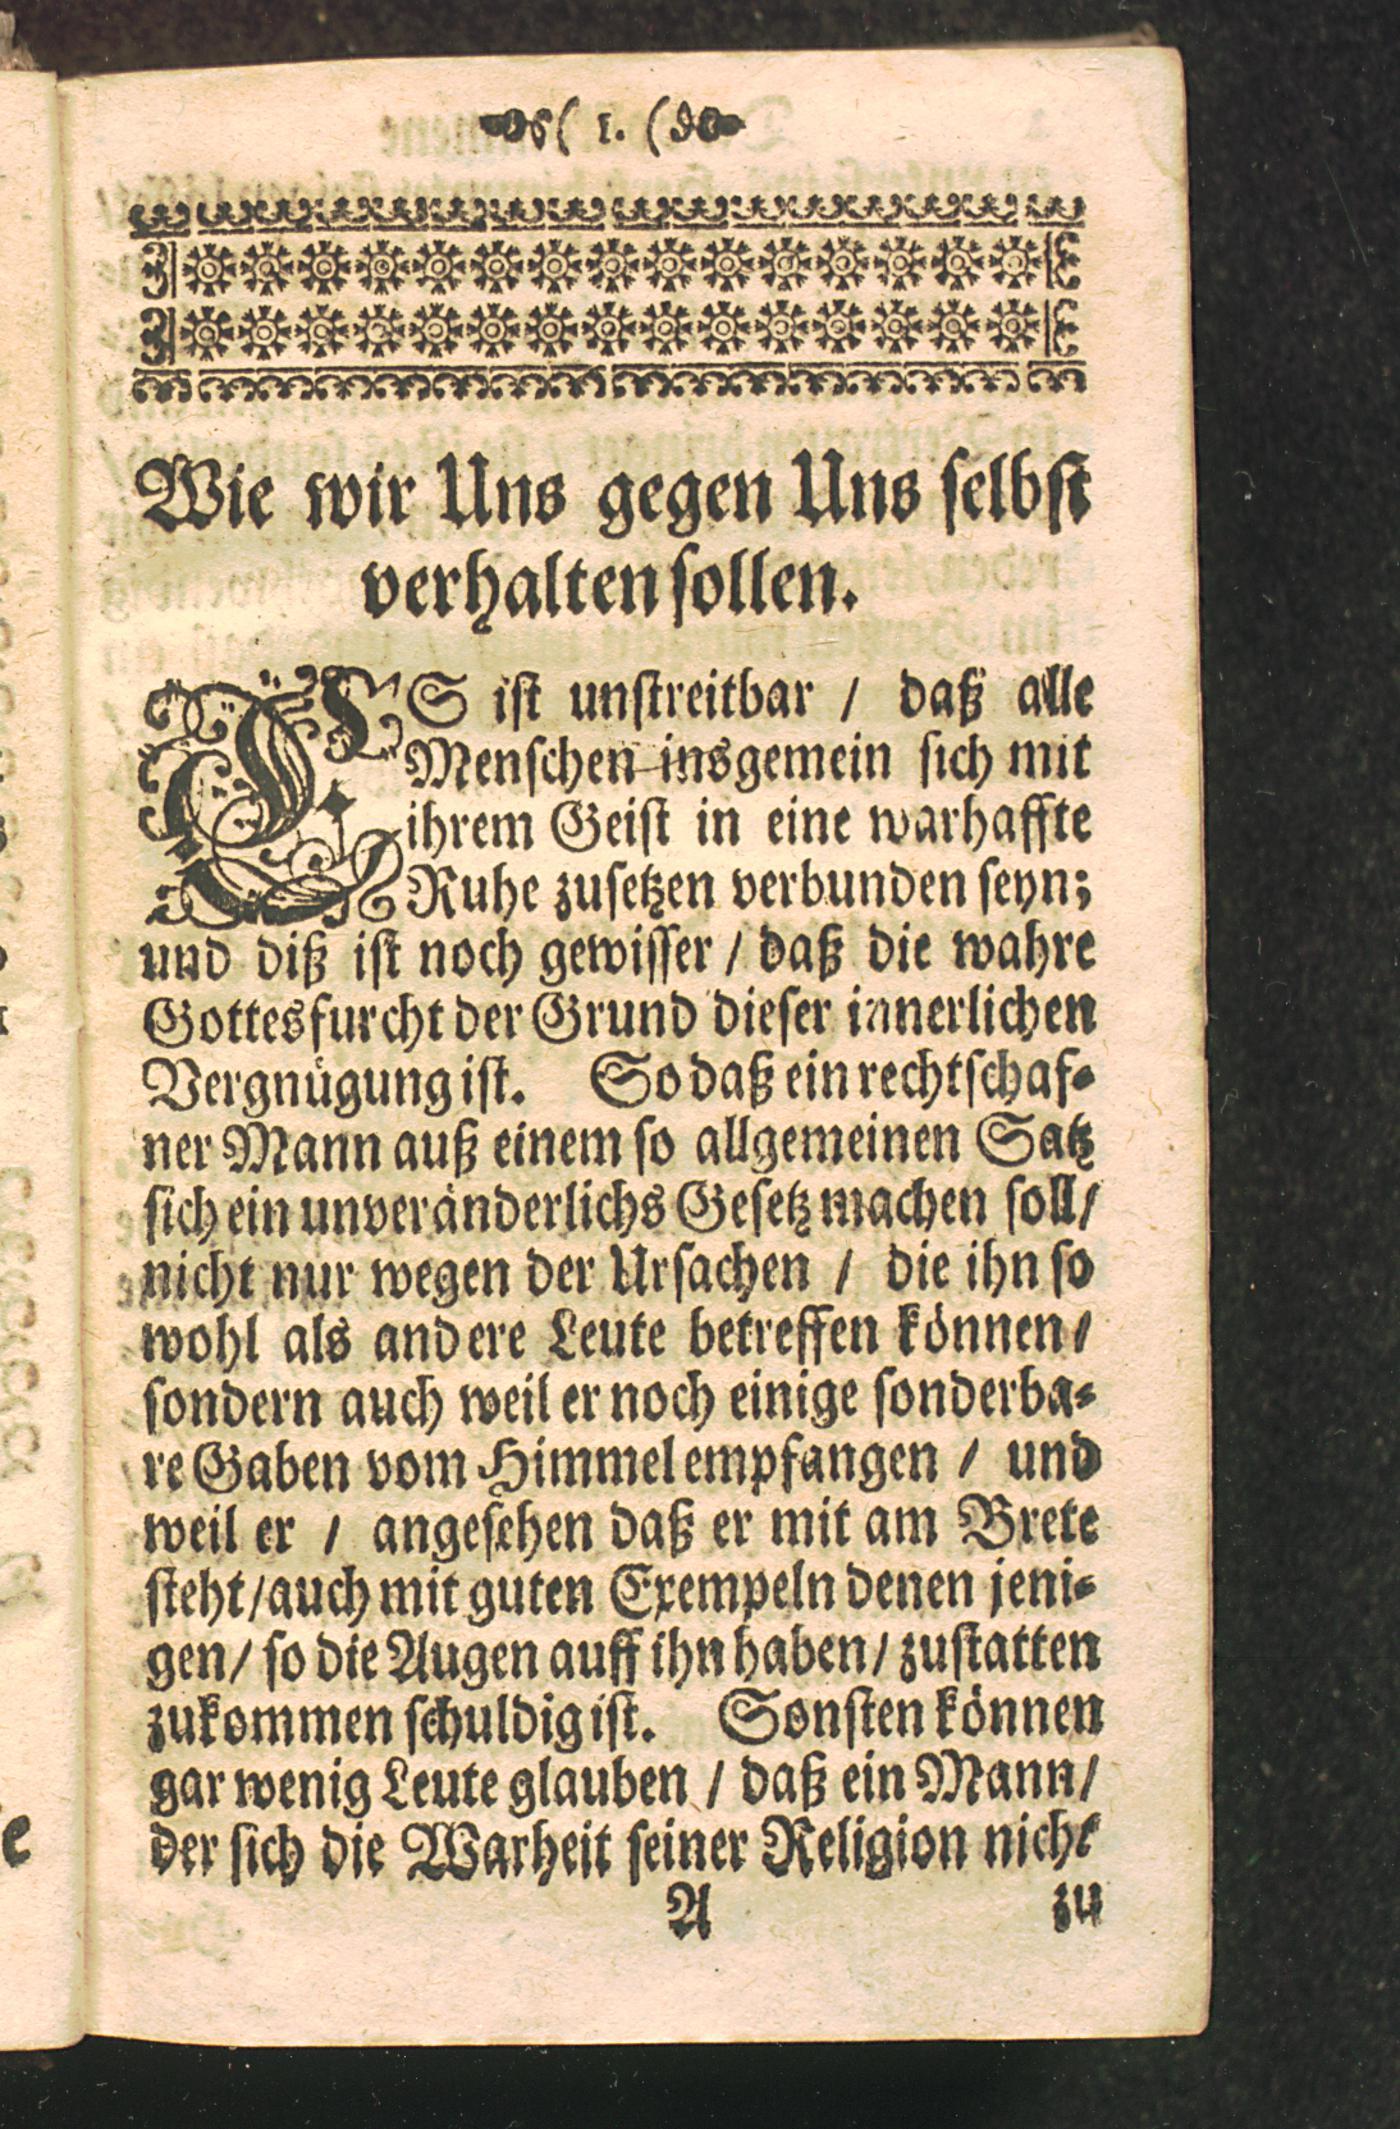 ( 1. (
Wie wir Uns gegen Uns selbst
verhalten sollen.
ES ist unstreitbar / daß alle
Menschen insgemein sich mit
ihrem Geist in eine warhaffte
Ruhe zusetzen verbunden seyn;
und diß ist noch gewisser / daß die wahre
Gottesfurcht der Grund dieser innerlichen
Vergnügung ist. So daß ein rechtschaf-
ner Mann auß einem so allgemeinen Satz
sich ein unveränderlichs Gesetz machen soll /
nicht nur wegen der Ursachen / die ihn so
wohl als andere Leute betreffen können /
sondern auch weil er noch einige sonderba-
re Gaben vom Himmel empfangen / und
weil er / angesehen daß er mit am Brete
steht / auch mit guten Exempeln denen jeni-
gen / so die Augen auff ihn haben / zustatten
zukommen schuldig ist. Sonsten können
gar wenig Leute glauben / daß ein Mann /
der sich die Warheit seiner Religion nicht
A zu